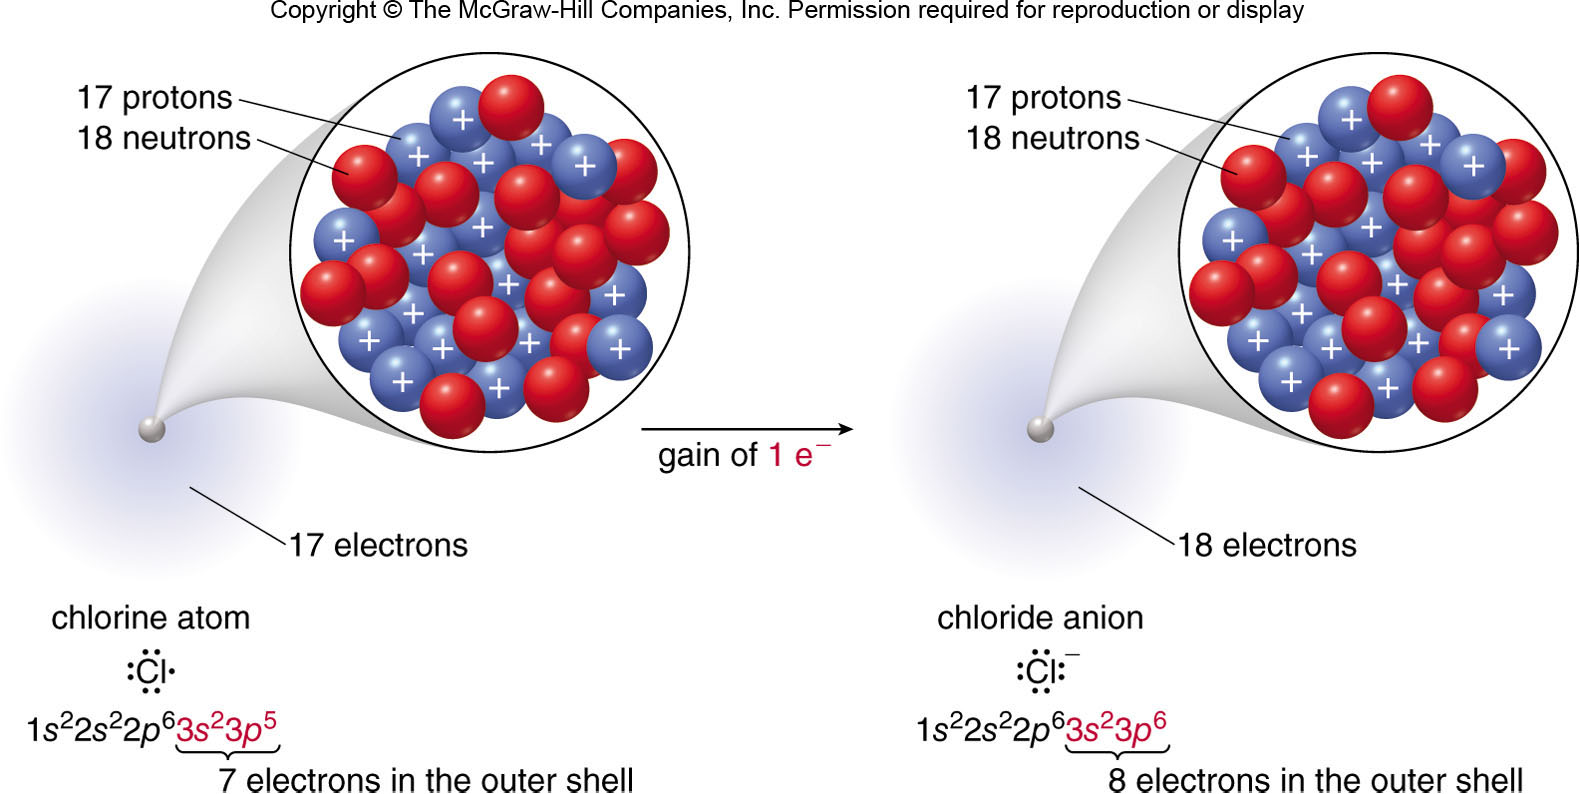 Copyright © The McGraw-Hill Companies, Inc. Permission required for reproduction or display
17 protons
18 neutrons
17 electrons
gain of 1 e⁻
17 protons
18 neutrons
18 electrons
chlorine atom
:Cl·
1s²2s²2p⁶3s²3p⁵
7 electrons in the outer shell
chloride anion
:Cl:⁻
1s²2s²2p⁶3s²3p⁶
8 electrons in the outer shell